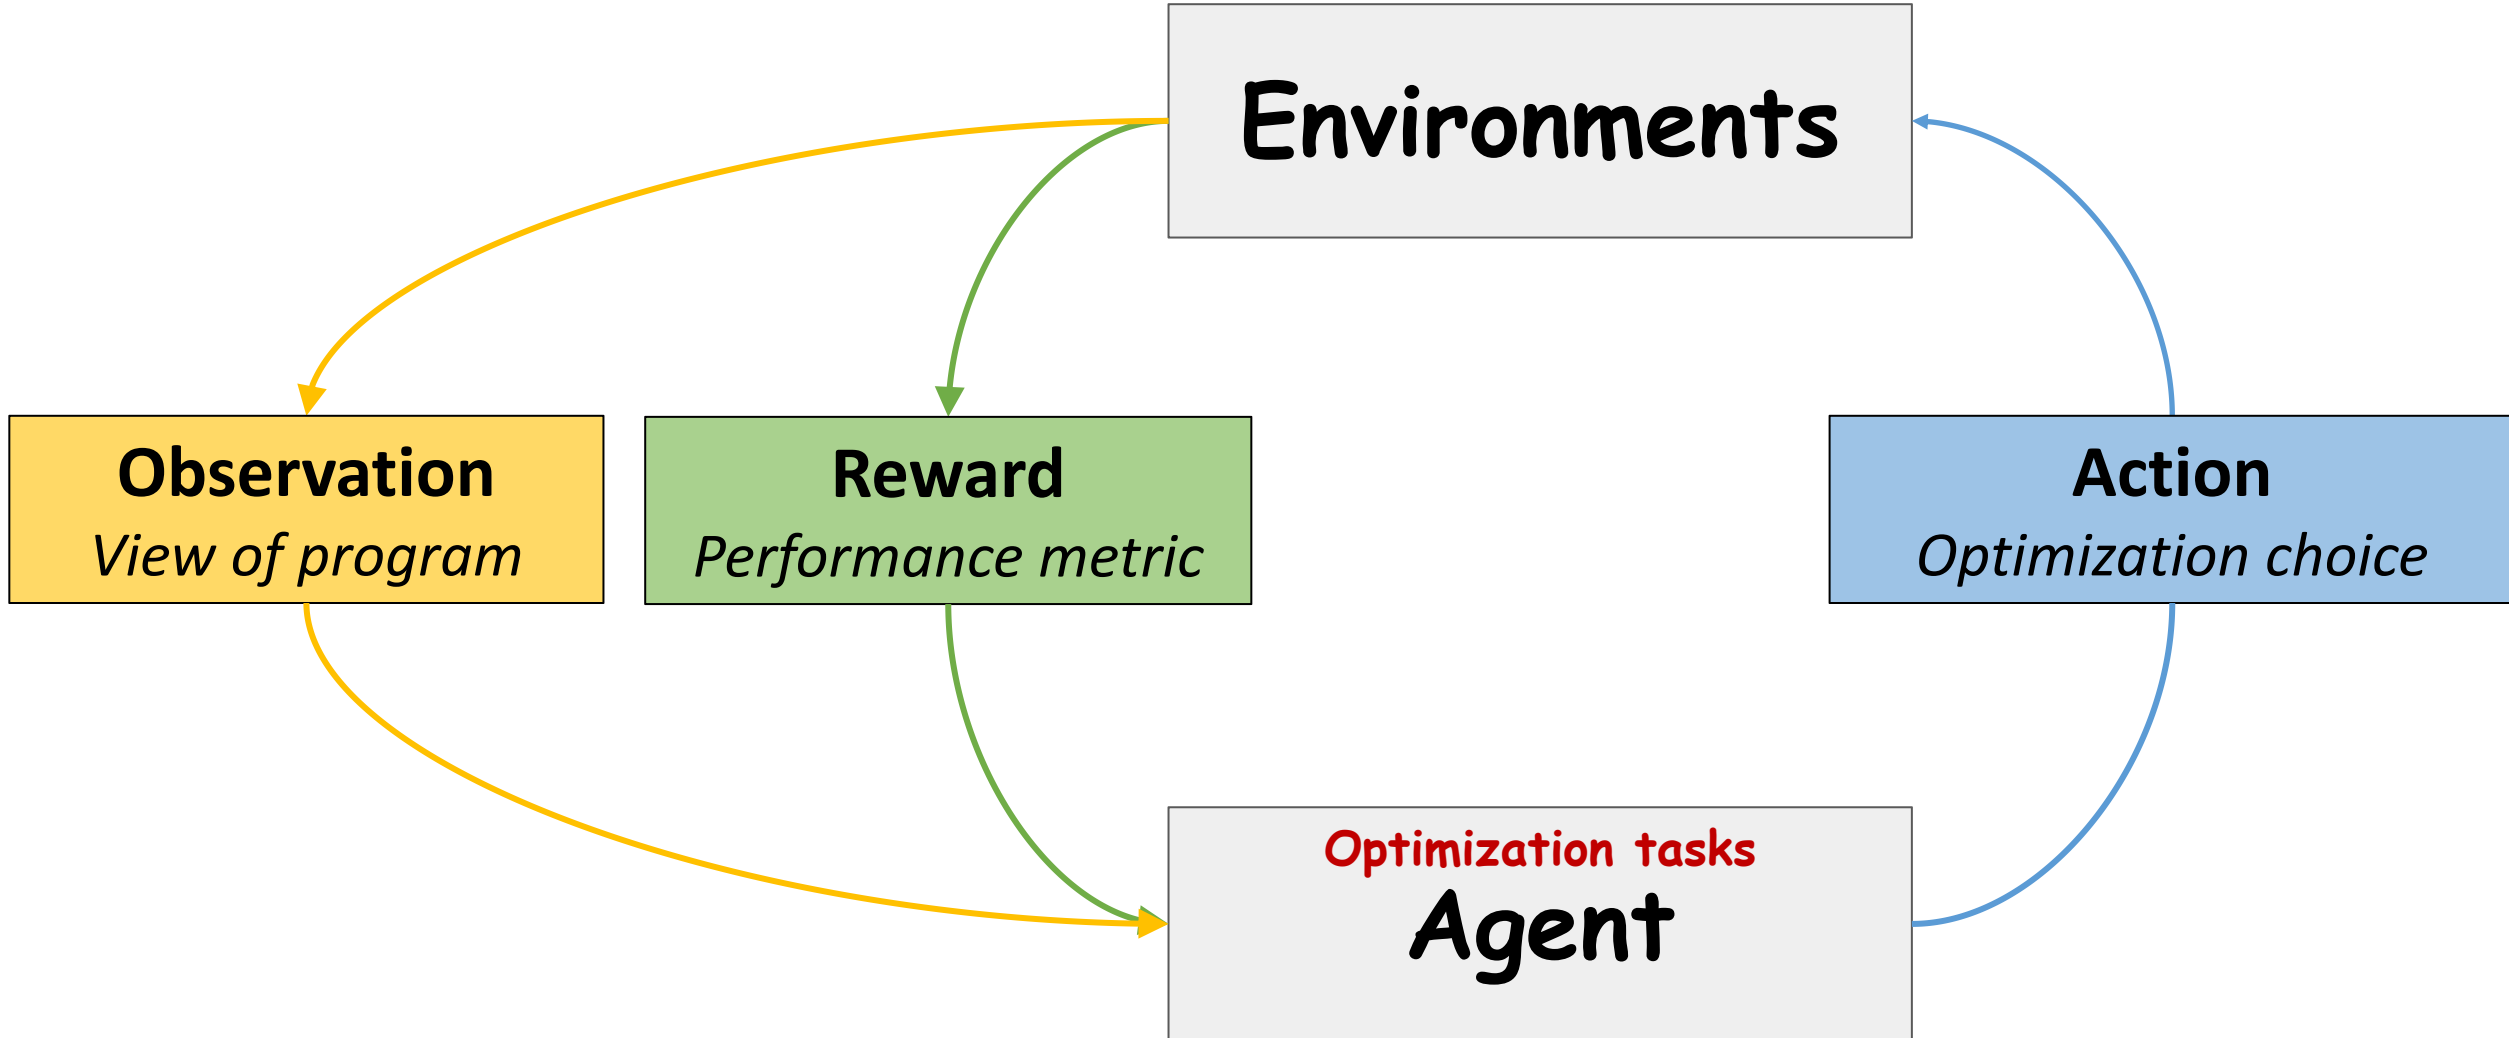 Environments
Observation
View of program
Reward
Performance metric
Action
Optimization choice
Optimization tasks
Agent